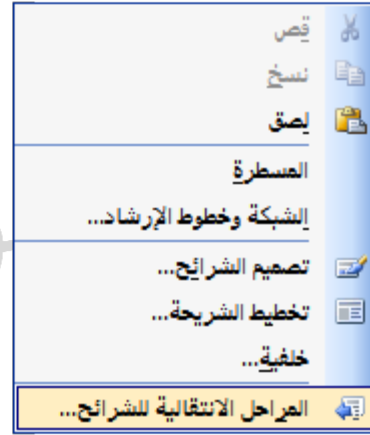 قص
نسخ
لصق
المسطرة
الشبكة وخطوط الإرشاد...
تصميم الشرائح...
تخطيط الشريحة...
خلفية...
المراحل الانتقالية للشرائح...